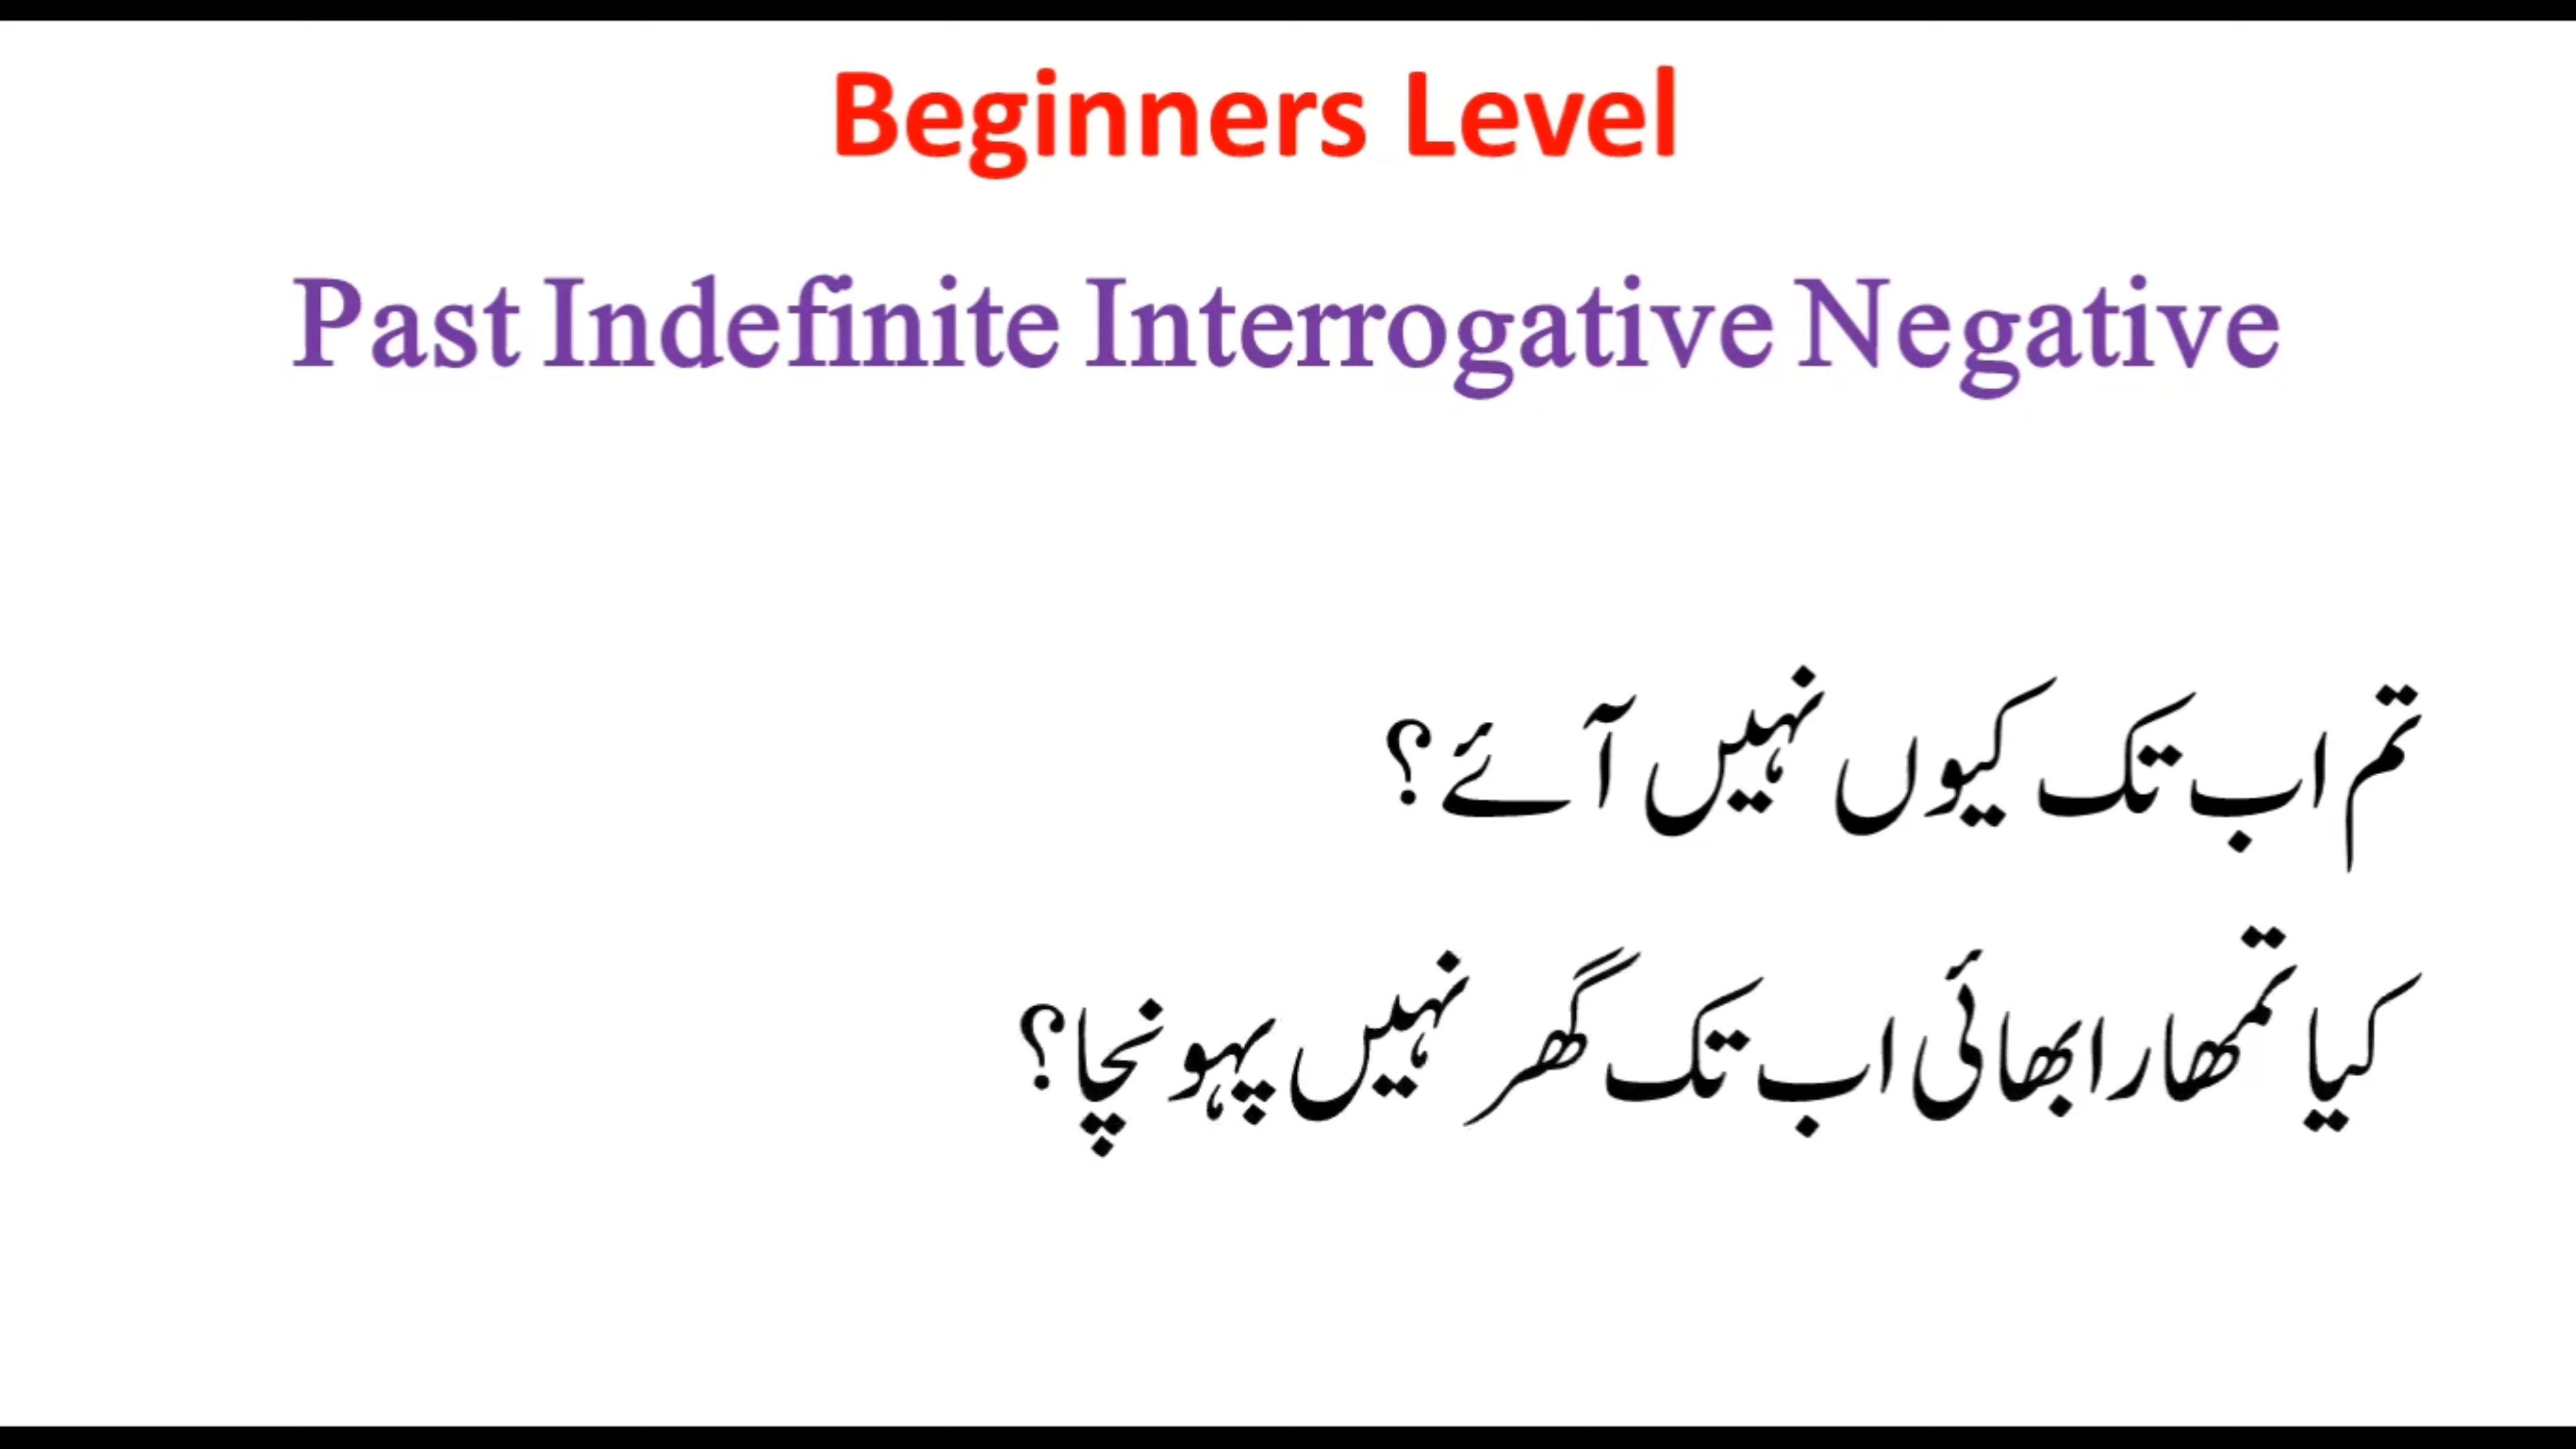 Beginners Level
Past Indefinite Interrogative Negative
تم اب تک کیوں نہیں آئے؟
کیا تمھارا بھائی اب تک گھر نہیں پہونچا؟